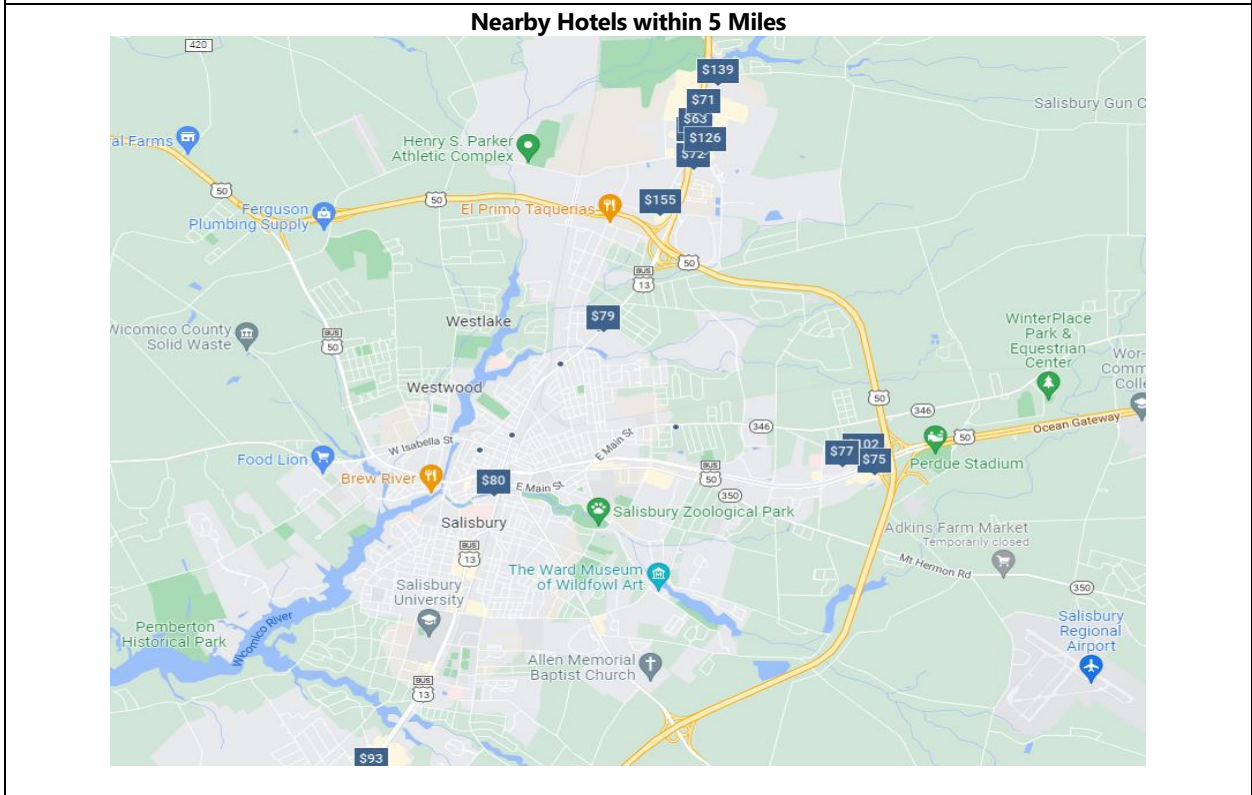 Nearby Hotels within 5 Miles
420
$139
$71
Salisbury Gun C
$63
$126
$72
al Farms
Henry S. Parker
Athletic Complex
50
50
$155
El Primo Taquerias
Ferguson
Plumbing Supply
50
BUS
13
$79
Westlake
Wicomico County
Solid Waste
BUS
50
WinterPlace
Park &
Equestrian
Center
Wor-
Comm
Colle
Westwood
50
346
346
50
Ocean Gateway
W Isabella St
E Main St
$102
$77
$75
Perdue Stadium
Food Lion
Brew River
$80
E Main St
BUS
50
350
Salisbury Zoological Park
Salisbury
Adkins Farm Market
Temporarily closed
BUS
13
Mt Hermon Rd
The Ward Museum
of Wildfowl Art
350
Salisbury
University
Salisbury
Regional
Airport
Pemberton
Historical Park
Wicomico River
Allen Memorial
Baptist Church
BUS
13
$93